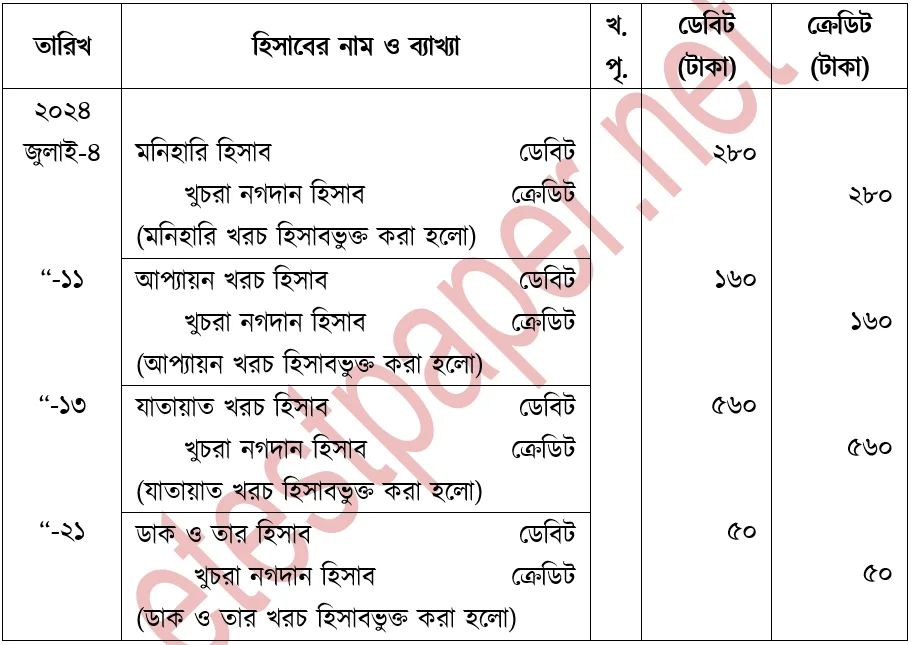 তারিখ হিসাবের নাম ও ব্যাখ্যা খ. পৃ. ডেবিট (টাকা) ক্রেডিট (টাকা)
২০২৪
জুলাই-৪ মনিহারি হিসাব ডেবিট ২৮০
খুচরা নগদান হিসাব ক্রেডিট ২৮০
(মনিহারি খরচ হিসাবভুক্ত করা হলো)
“-১১ আপ্যায়ন খরচ হিসাব ডেবিট ১৬০
খুচরা নগদান হিসাব ক্রেডিট ১৬০
(আপ্যায়ন খরচ হিসাবভুক্ত করা হলো)
“-১৩ যাতায়াত খরচ হিসাব ডেবিট ৫৬০
খুচরা নগদান হিসাব ক্রেডিট ৫৬০
(যাতায়াত খরচ হিসাবভুক্ত করা হলো)
“-২১ ডাক ও তার হিসাব ডেবিট ৫০
খুচরা নগদান হিসাব ক্রেডিট ৫০
(ডাক ও তার খরচ হিসাবভুক্ত করা হলো)
etestpaper.net